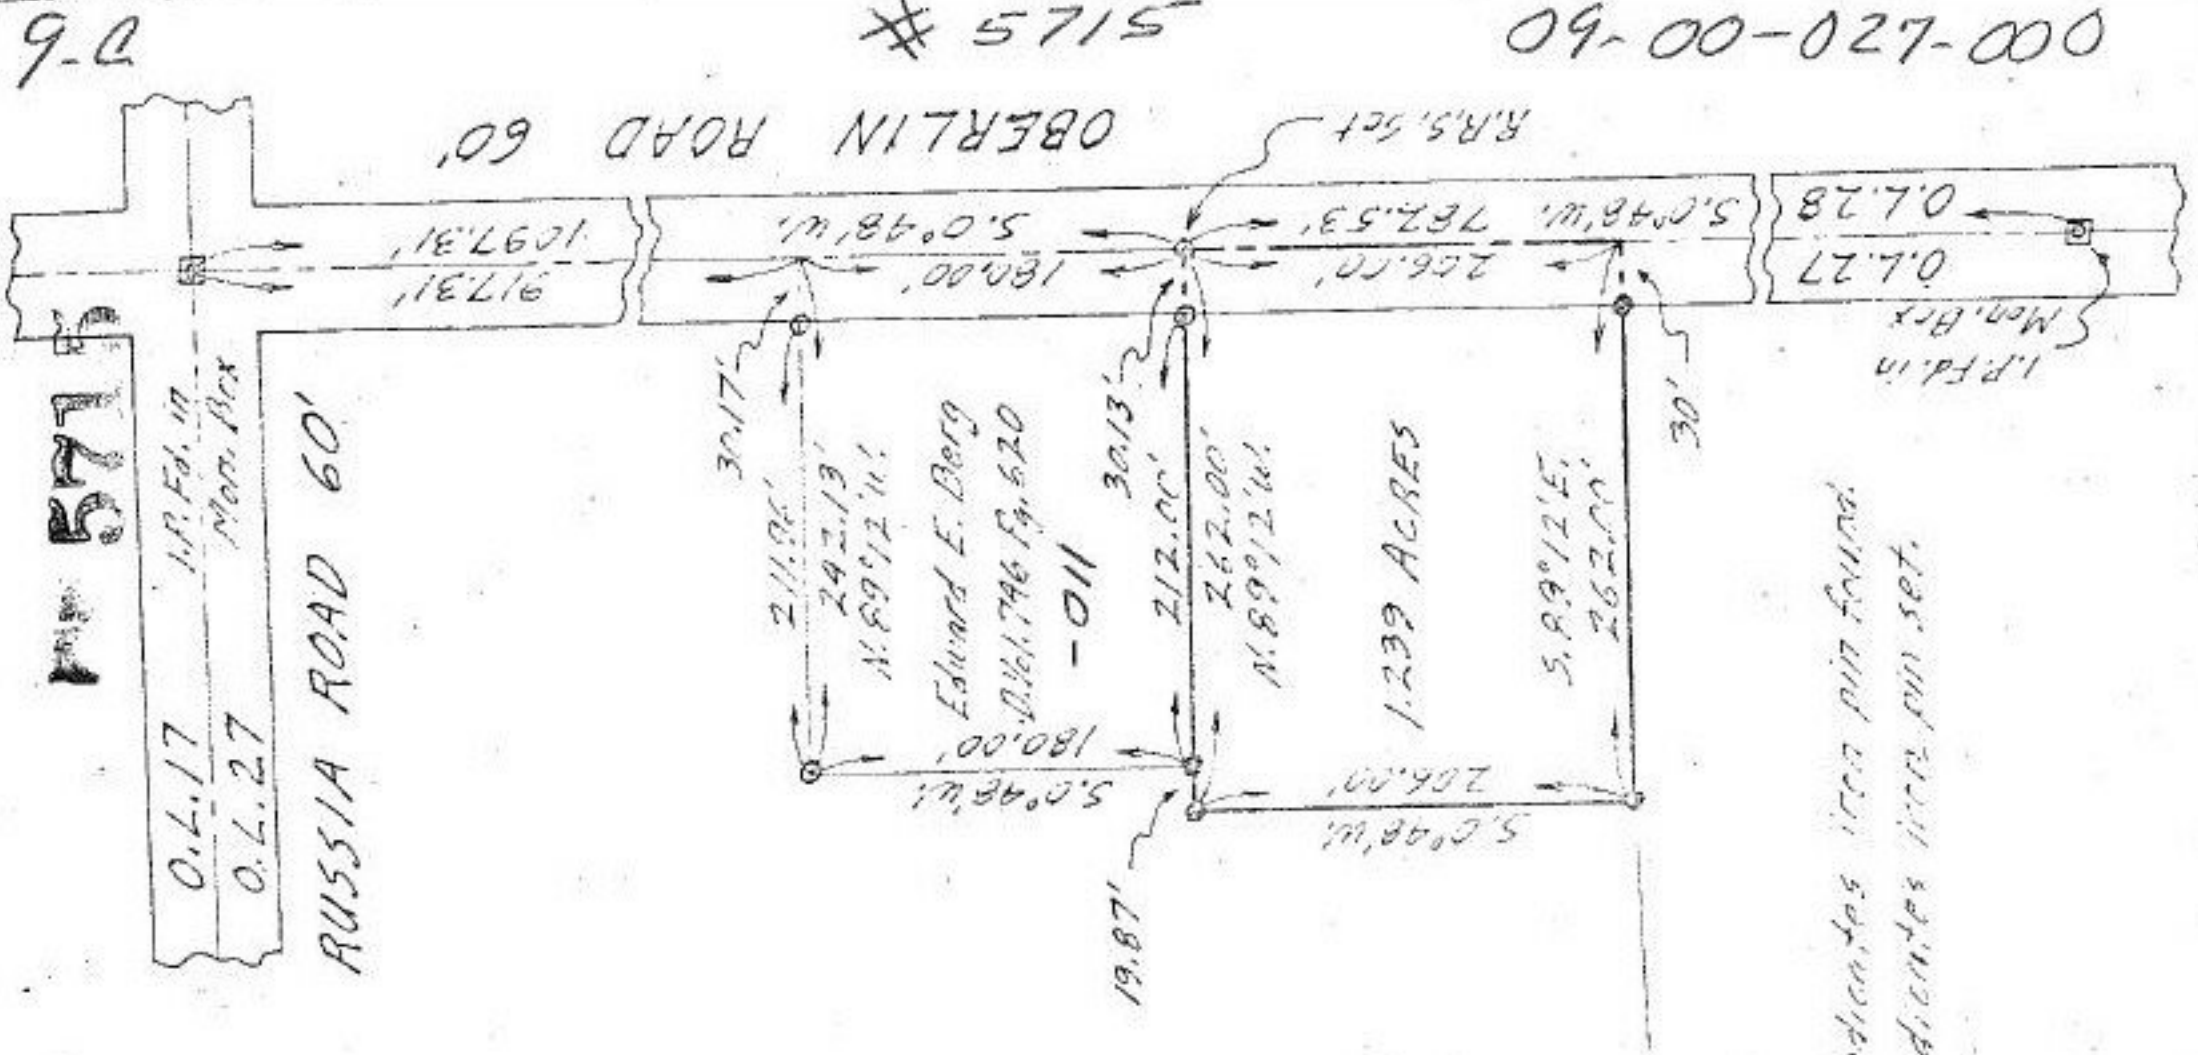 09-00-027-000
# 5715
D-6
OBERLIN ROAD 60'
R.R.S. Set
O.L. 28
O.L. 27
I.P. Fd. in
Mon. Box
S. 0°48' W. 782.53'
206.00'
S. 0°48' W.
180.00'
1097.31'
917.31'
5715
I.P. Fd. in
Mon. Box
O.L. 17
O.L. 27
RUSSIA ROAD 60'
30.17'
211.96'
242.13'
N. 89°12' W.
Edward E. Berg
D. Vol. 796 Pg. 620
-011
180.00'
S. 0°48' W.
30.13'
212.00'
262.00'
N. 89°12' W.
19.87'
1.239 ACRES
S. 89°12' E.
262.00'
30'
206.00'
S. 0°48' W.
iron pin found.
iron pin set.